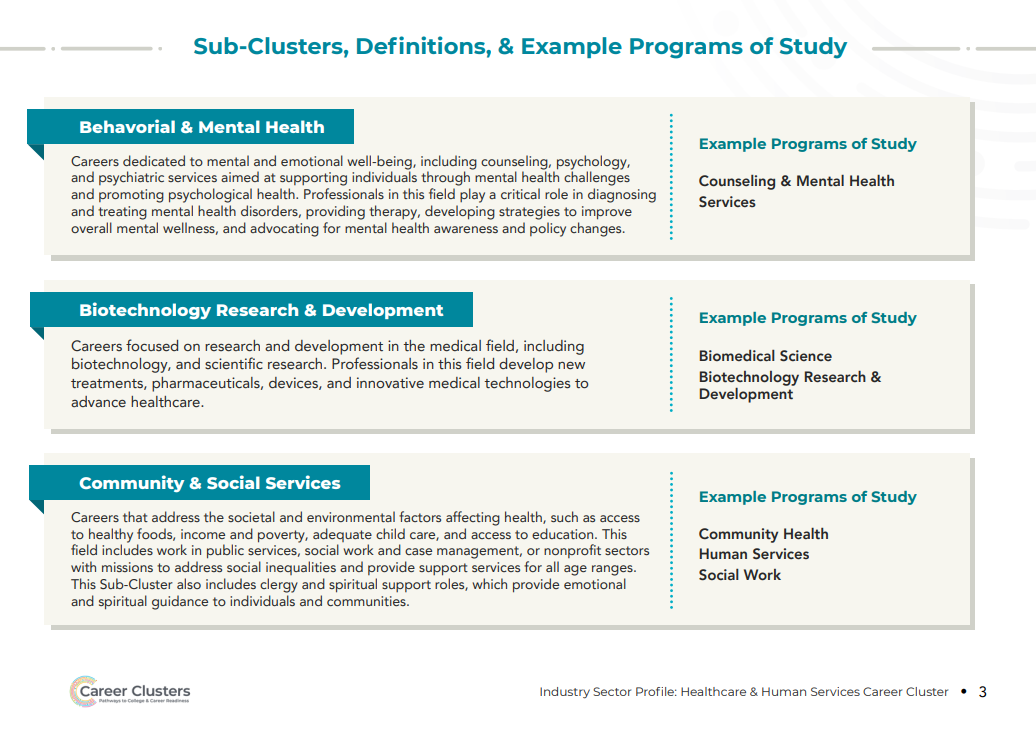 Sub-Clusters, Definitions, & Example Programs of Study
Behavorial & Mental Health
Careers dedicated to mental and emotional well-being, including counseling, psychology,
and psychiatric services aimed at supporting individuals through mental health challenges
and promoting psychological health. Professionals in this field play a critical role in diagnosing
and treating mental health disorders, providing therapy, developing strategies to improve
overall mental wellness, and advocating for mental health awareness and policy changes.
Example Programs of Study
Counseling & Mental Health
Services
Biotechnology Research & Development
Careers focused on research and development in the medical field, including
biotechnology, and scientific research. Professionals in this field develop new
treatments, pharmaceuticals, devices, and innovative medical technologies to
advance healthcare.
Example Programs of Study
Biomedical Science
Biotechnology Research &
Development
Community & Social Services
Careers that address the societal and environmental factors affecting health, such as access
to healthy foods, income and poverty, adequate child care, and access to education. This
field includes work in public services, social work and case management, or nonprofit sectors
with missions to address social inequalities and provide support services for all age ranges.
This Sub-Cluster also includes clergy and spiritual support roles, which provide emotional
and spiritual guidance to individuals and communities.
Example Programs of Study
Community Health
Human Services
Social Work
Career Clusters
Pathways to College & Career Readiness
Industry Sector Profile: Healthcare & Human Services Career Cluster • 3